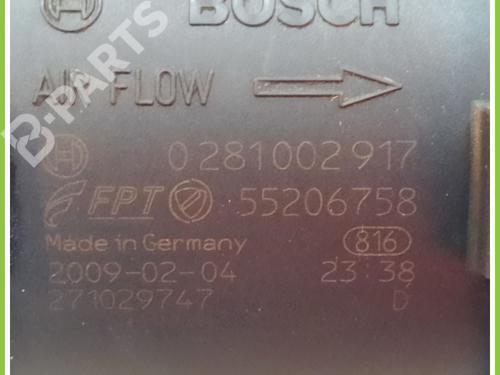 BOSCH
AIR FLOW
B-PARTS
0 281 002 917
FPT 55206758
Made in Germany 816
2009-02-04 23:38
271029747 D